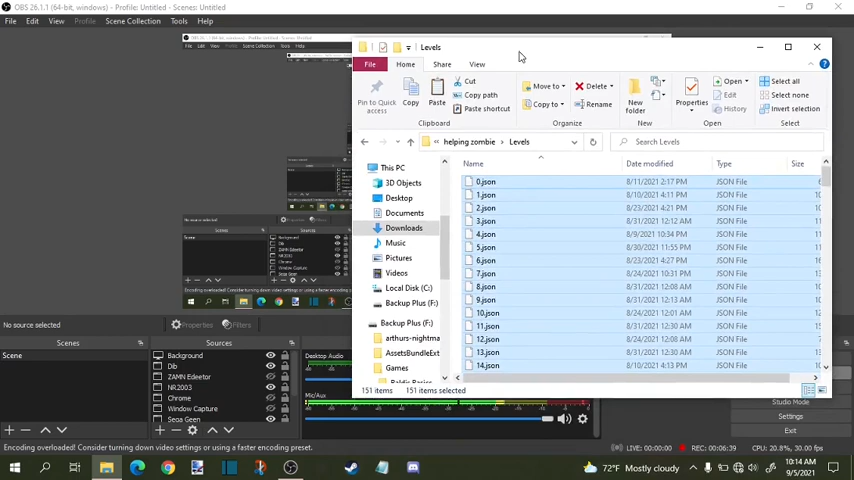 OBS 26.1.1 (64-bit, windows) - Profile: Untitled - Scenes: Untitled
File Edit View Profile Scene Collection Tools Help
Levels
File Home Share View
Pin to Quick access
Copy
Paste
Cut
Copy path
Paste shortcut
Clipboard
Move to
Copy to
Delete
Rename
Organize
New folder
New
Properties
Open
Edit
History
Open
Select all
Select none
Invert selection
Select
helping zombie > Levels
Search Levels
Name Date modified Type Size
This PC
3D Objects
Desktop
Documents
Downloads
Music
Pictures
Videos
Local Disk (C:)
Backup Plus (F:)
Backup Plus (F:)
arthurs-nightma
AssetsBundleExt
Games
0.json 8/11/2021 2:17 PM JSON File
1.json 8/10/2021 4:11 PM JSON File
2.json 8/23/2021 4:21 PM JSON File
3.json 8/31/2021 12:12 AM JSON File
4.json 8/9/2021 10:34 PM JSON File
5.json 8/30/2021 11:55 PM JSON File
6.json 8/23/2021 4:27 PM JSON File
7.json 8/24/2021 10:31 PM JSON File
8.json 8/31/2021 12:08 AM JSON File
9.json 8/31/2021 12:13 AM JSON File
10.json 8/24/2021 12:01 AM JSON File
11.json 8/31/2021 12:30 AM JSON File
12.json 8/24/2021 12:08 AM JSON File
13.json 8/31/2021 12:30 AM JSON File
14.json 8/10/2021 4:13 PM JSON File
151 items 151 items selected
No source selected
Properties
Filters
Scenes
Scene
Sources
Background
Dib
ZAMN Edeetor
NR2003
Chrome
Window Capture
Sega Gene
Desktop Audio
Mic/Aux
Studio Mode
Settings
Exit
Encoding overloaded! Consider turning down video settings or using a faster encoding preset.
LIVE: 00:00:00
REC: 00:06:39
CPU: 20.8%, 30.00 fps
72°F Mostly cloudy
10:14 AM
9/5/2021